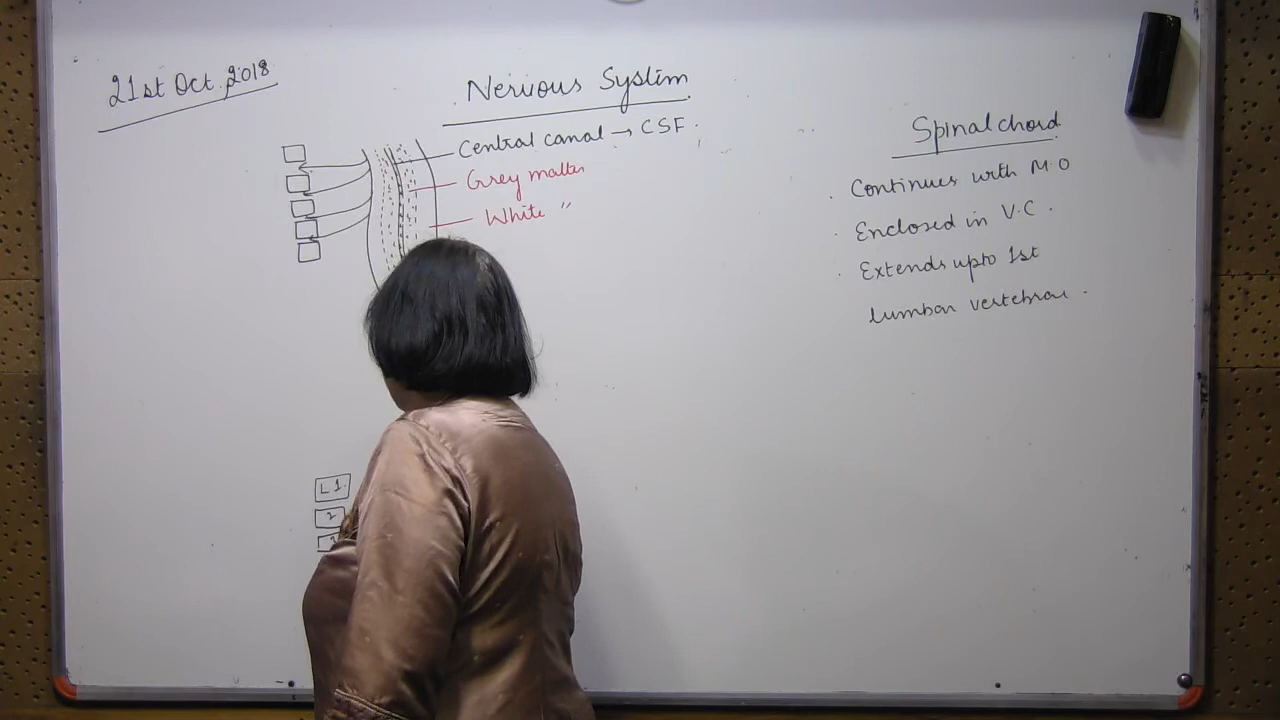 21st Oct. 2018
Nervous System
Central canal → CSF.
Grey matter
White "
L 1.
2
Spinal chord
. Continues with M.O
. Enclosed in V.C.
. Extends upto 1st
lumbar vertebrae.